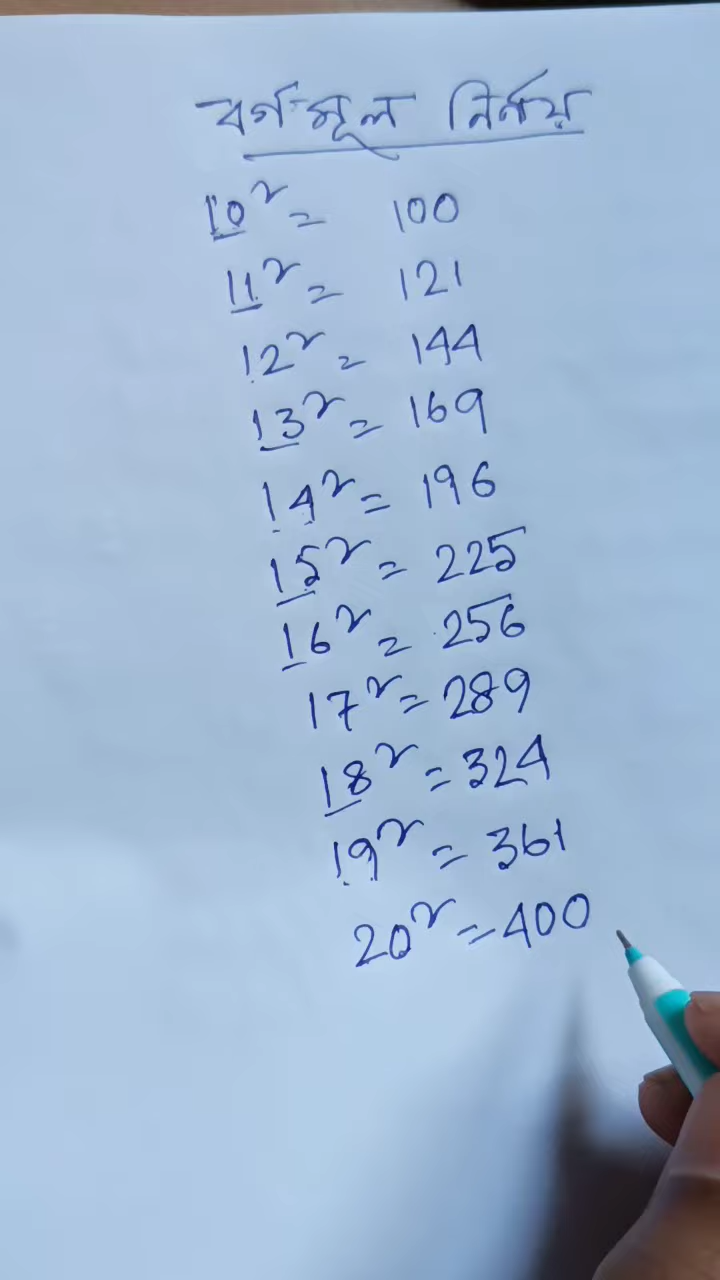 বর্গমূল নির্ণয়
10² = 100
11² = 121
12² = 144
13² = 169
14² = 196
15² = 225
16² = 256
17² = 289
18² = 324
19² = 361
20² = 400